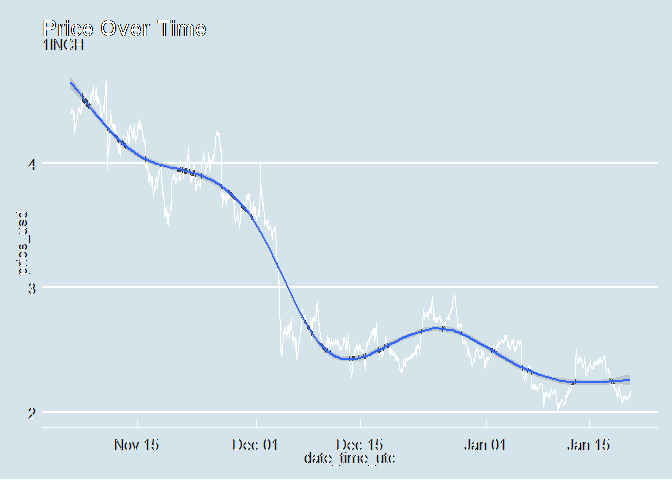 Price Over Time
1INCH
price_usd
4
3
2
Nov 15
Dec 01
Dec 15
Jan 01
Jan 15
date_time_utc